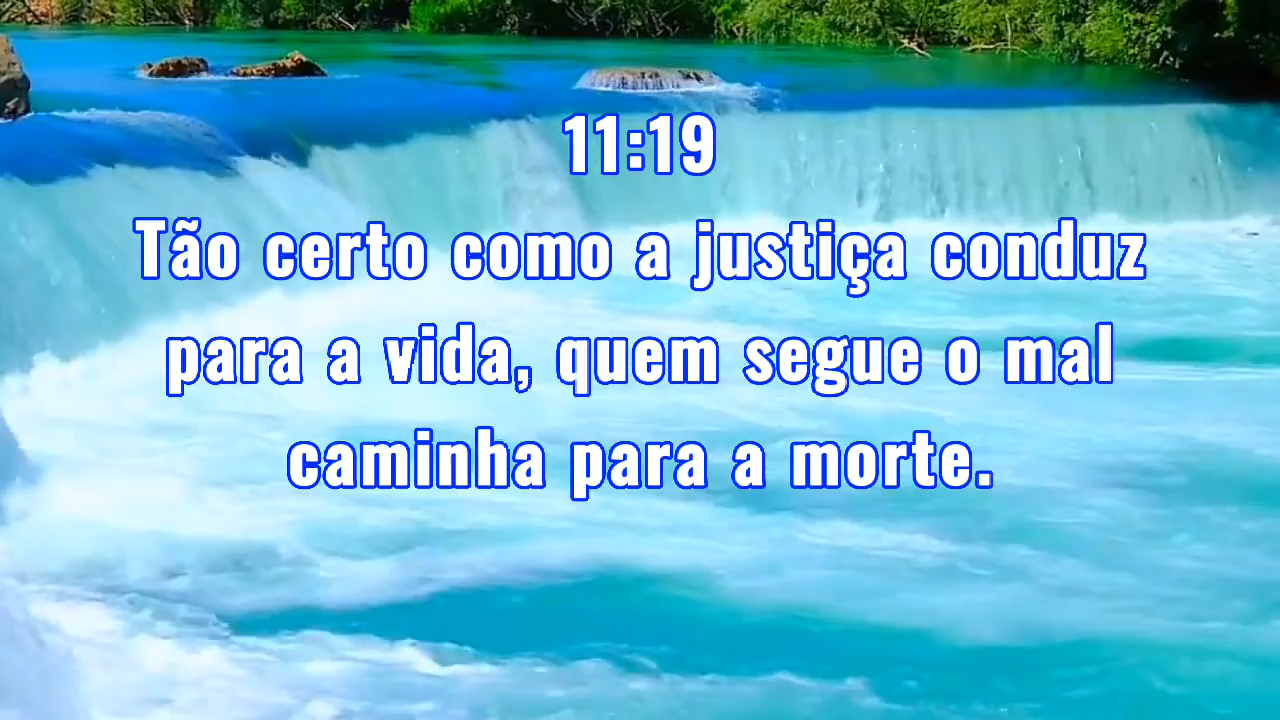 11:19
Tão certo como a justiça conduz
para a vida, quem segue o mal
caminha para a morte.